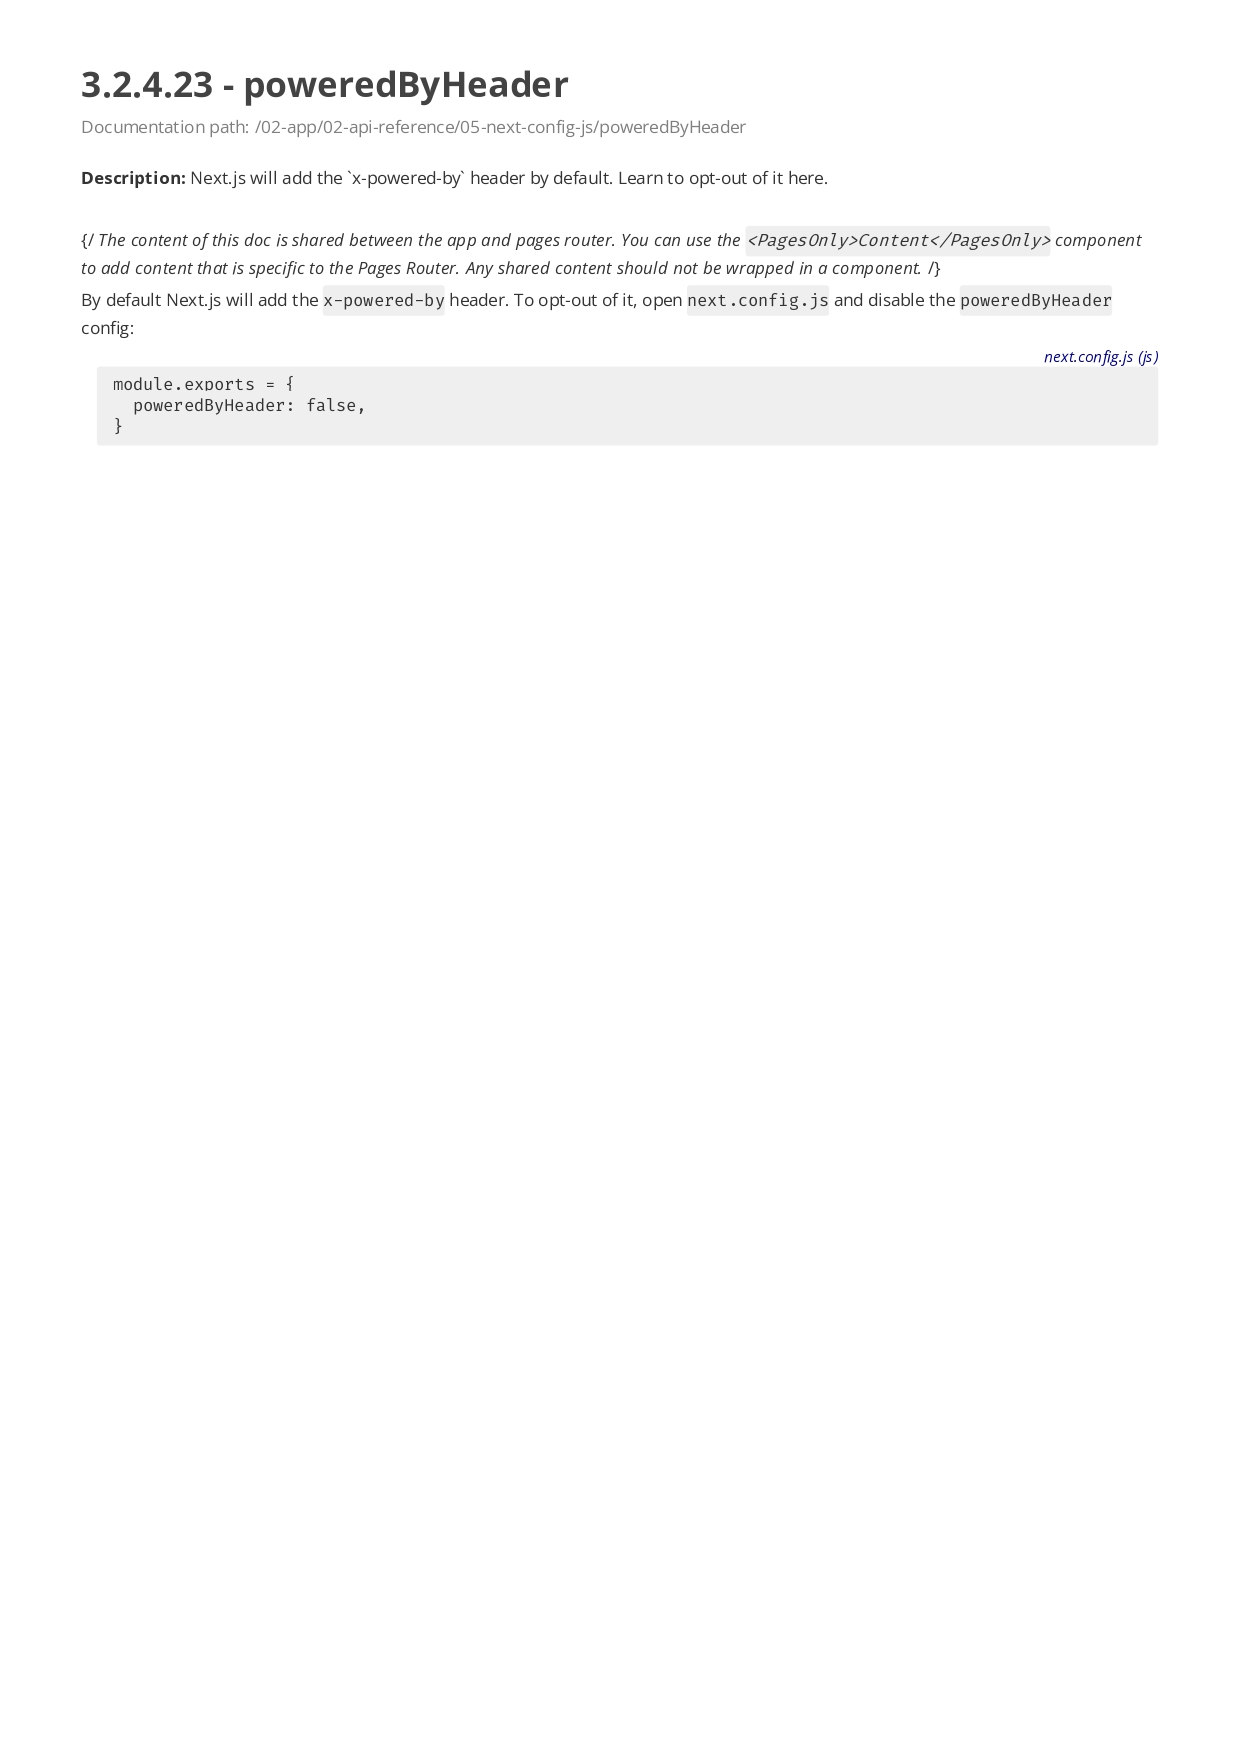 3.2.4.23 - poweredByHeader
Documentation path: /02-app/02-api-reference/05-next-config-js/poweredByHeader
Description: Next.js will add the `x-powered-by` header by default. Learn to opt-out of it here.
{/ The content of this doc is shared between the app and pages router. You can use the <PagesOnly>Content</PagesOnly> component
to add content that is specific to the Pages Router. Any shared content should not be wrapped in a component. /}
By default Next.js will add the x-powered-by header. To opt-out of it, open next.config.js and disable the poweredByHeader
config:
next.config.js (js)
module.exports = {
  poweredByHeader: false,
}